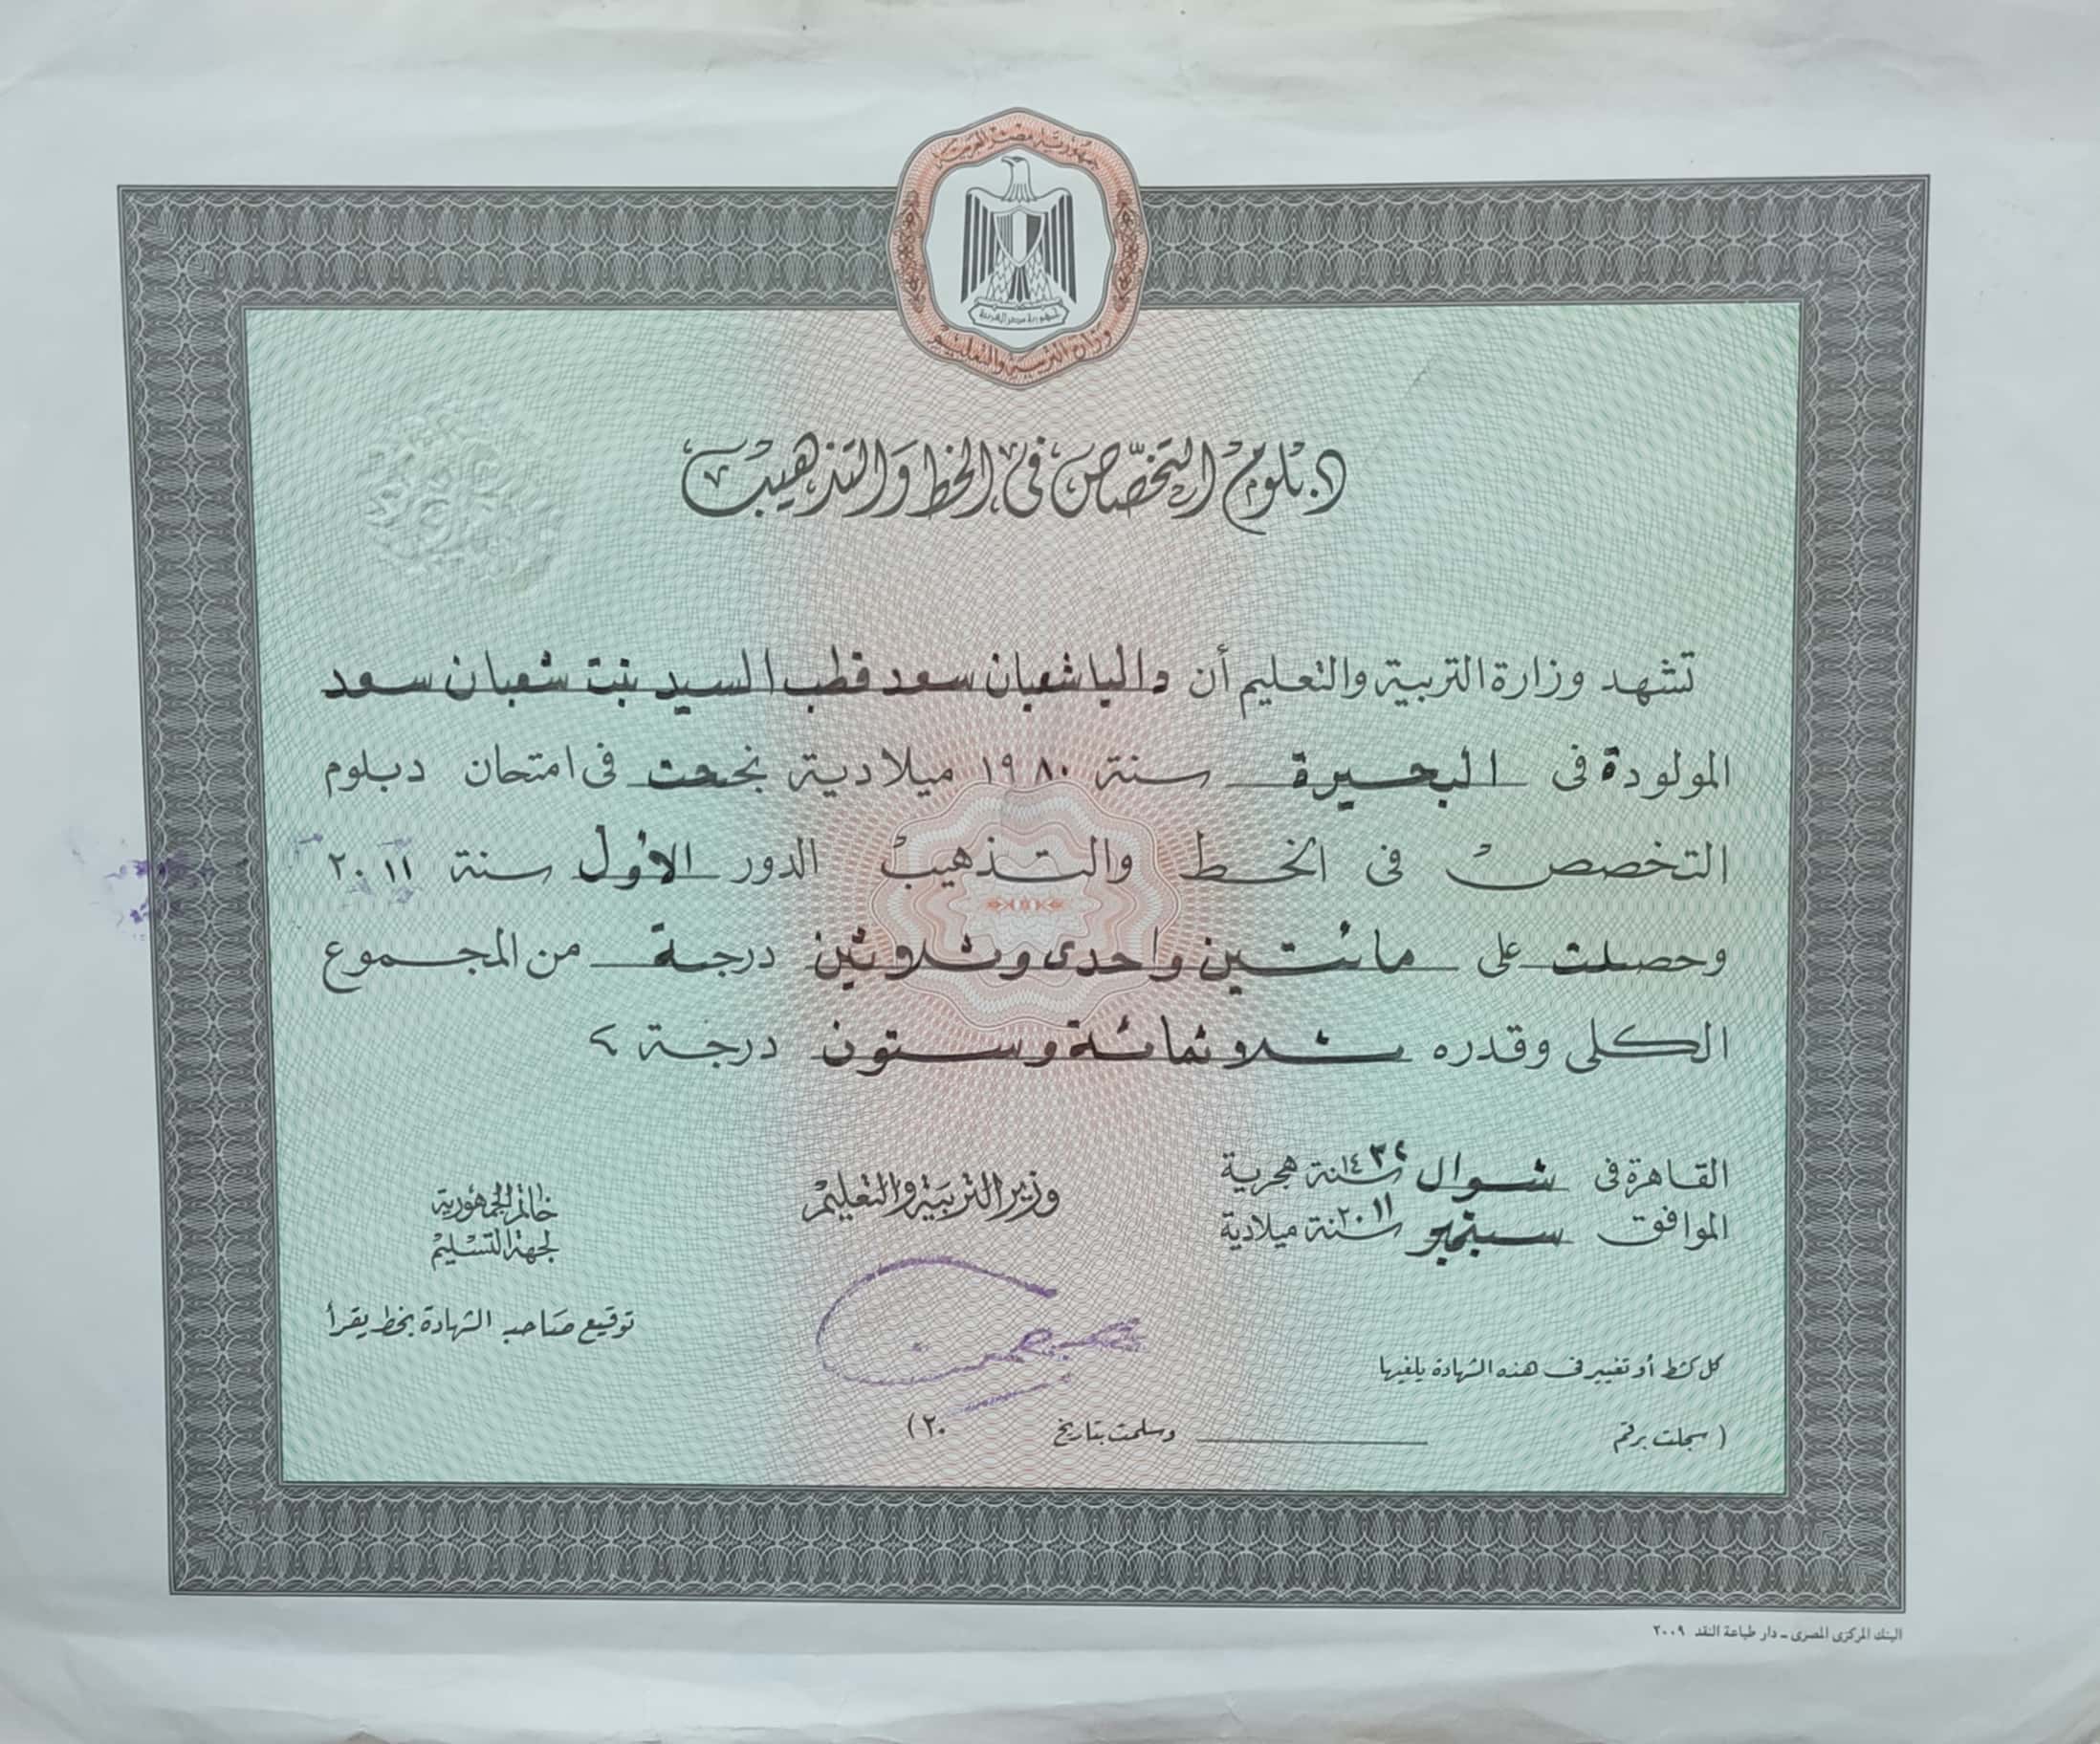 جمهورية مصر العربية
جمهورية مصر العربية
وزارة التربية والتعليم
دبلوم التخصص في الخط والتذهيب
تشهد وزارة التربية والتعليم أن داليا شعبان سعد قطب السيد بنت شعبان سعد
المولودة فى البحيرة سنة ١٩٨٠ ميلادية نجحت فى امتحان دبلوم
التخصص فى الخط والتذهيب الدور الأول سنة ٢٠١١
وحصلت على مائتين واحدى وثلاثين درجة من المجموع
الكلى وقدره ثلاثمائة وستون درجة
القاهرة فى شوال سنة ١٤٣٢ هجرية
الموافق سبتمبر سنة ٢٠١١ ميلادية
وزير التربية والتعليم
خاتم الجمهورية
لجهة التسليم
توقيع صاحب الشهادة بخط يقرأ
كل كشط أو تغيير فى هذه الشهادة يلغيها
( سجلت برقم وسلمت بتاريخ ٢٠ )
البنك المركزى المصرى - دار طباعة النقد ٢٠٠٩